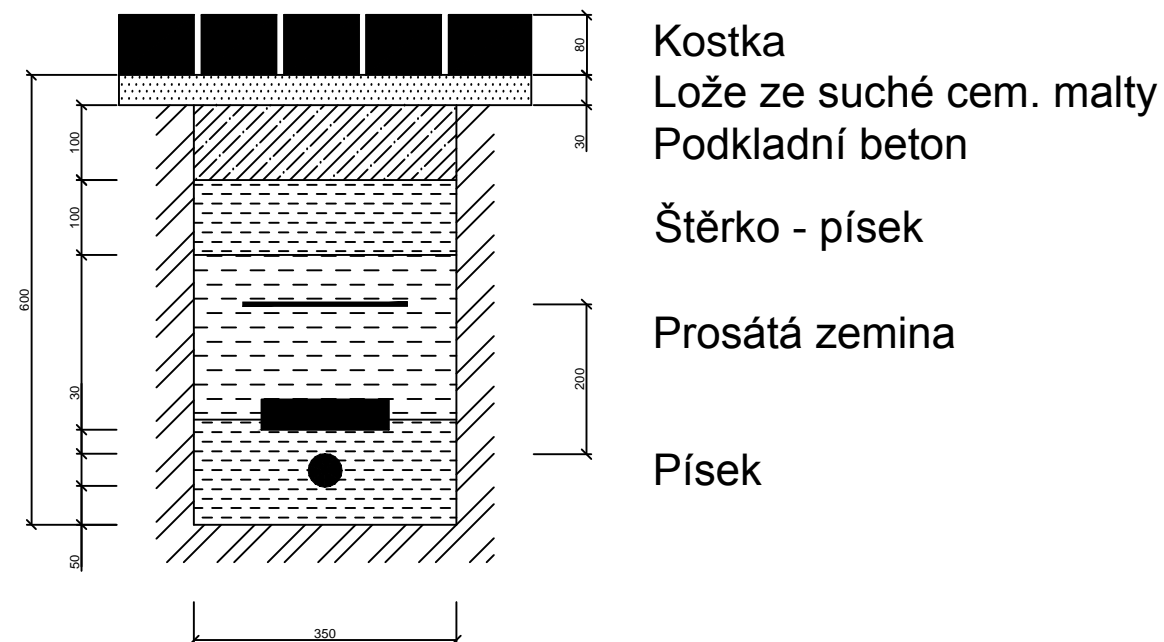 80
Kostka
Lože ze suché cem. malty
30
100
Podkladní beton
100
Štěrko - písek
600
Prosátá zemina
200
30
Písek
50
350